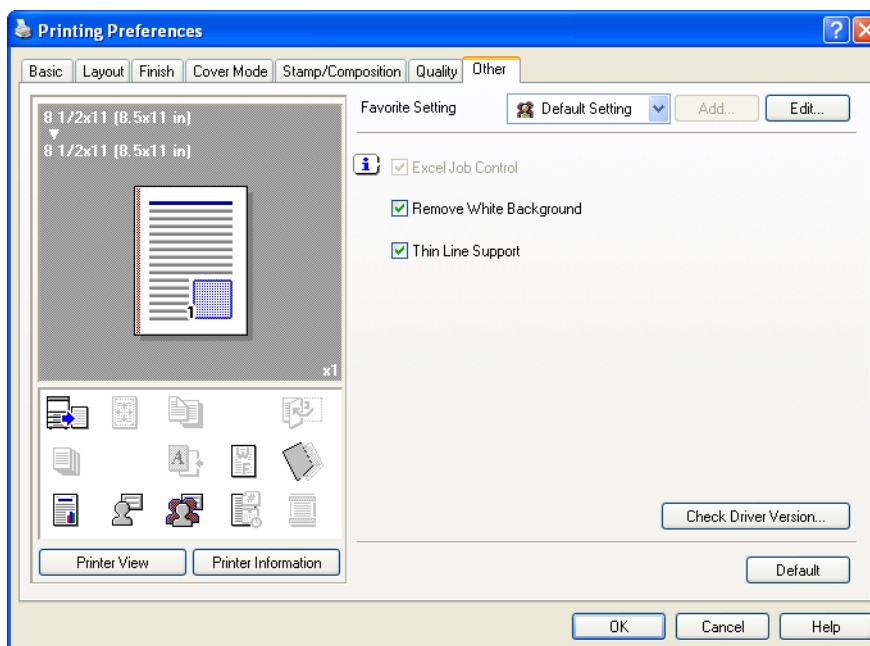 Printing Preferences
Basic Layout Finish Cover Mode Stamp/Composition Quality Other
8 1/2x11 (8.5x11 in)
8 1/2x11 (8.5x11 in)
1
x1
Printer View Printer Information
Favorite Setting Default Setting Add... Edit...
Excel Job Control
Remove White Background
Thin Line Support
Check Driver Version...
Default
OK Cancel Help